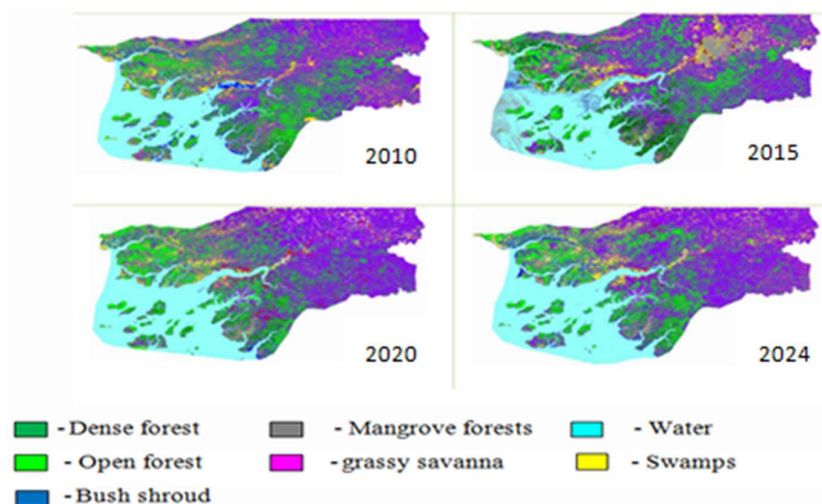 2010
2015
2020
2024
- Dense forest
- Mangrove forests
- Water
- Open forest
-grassy savanna
- Swamps
- Bush shroud